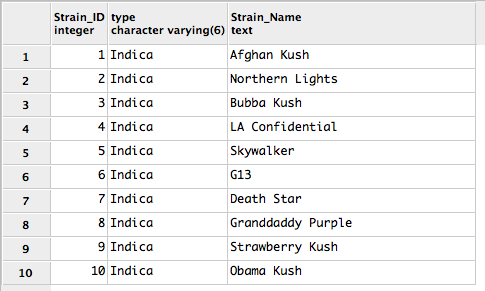 Strain_ID type Strain_Name
integer character varying(6) text
1 1 Indica Afghan Kush
2 2 Indica Northern Lights
3 3 Indica Bubba Kush
4 4 Indica LA Confidential
5 5 Indica Skywalker
6 6 Indica G13
7 7 Indica Death Star
8 8 Indica Granddaddy Purple
9 9 Indica Strawberry Kush
10 10 Indica Obama Kush